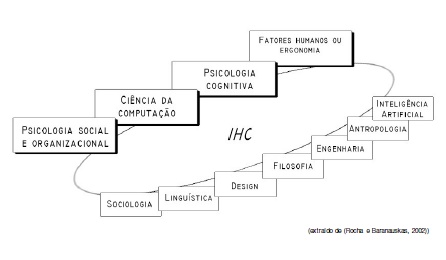 FATORES HUMANOS OU
ERGONOMIA
PSICOLOGIA
COGNITIVA
CIÊNCIA DA
COMPUTAÇÃO
PSICOLOGIA SOCIAL
E ORGANIZACIONAL
IHC
INTELIGÊNCIA
ARTIFICIAL
ANTROPOLOGIA
ENGENHARIA
FILOSOFIA
DESIGN
LINGUÍSTICA
SOCIOLOGIA
(extraído de (Rocha e Baranauskas, 2002))